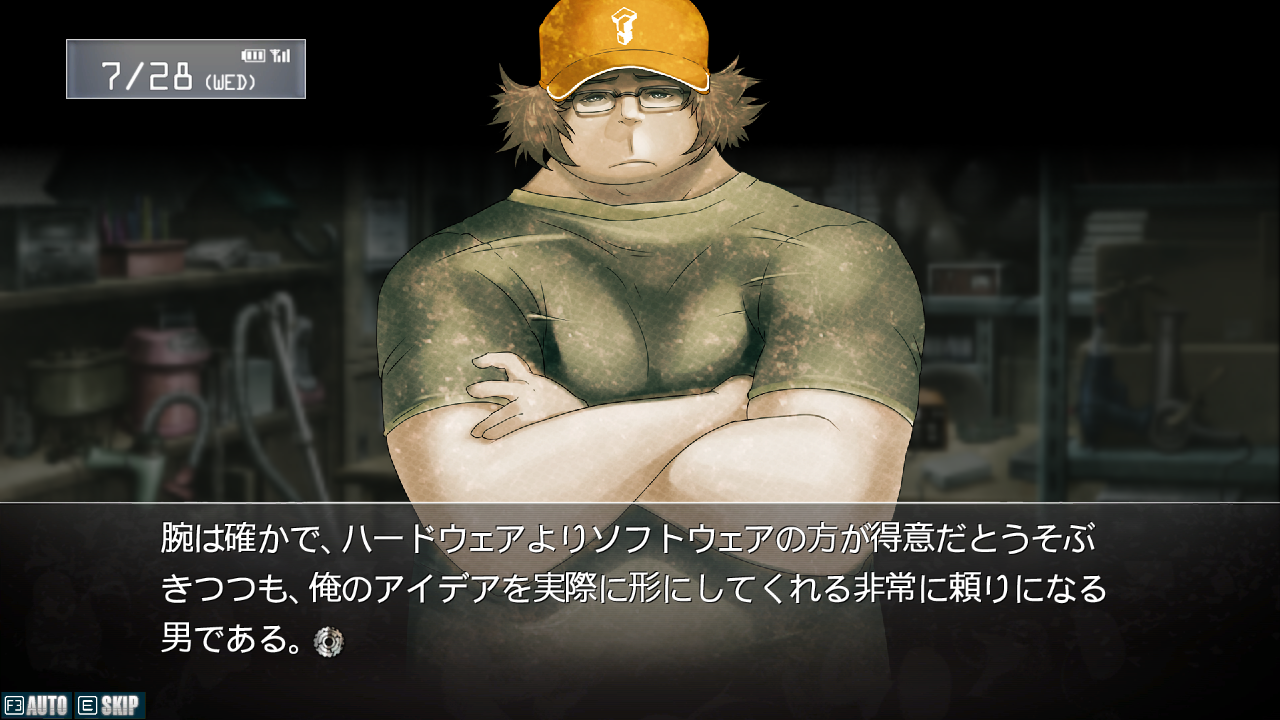 7/28 (WED)
腕は確かで、ハードウェアよりソフトウェアの方が得意だとうそぶ
きつつも、俺のアイデアを実際に形にしてくれる非常に頼りになる
男である。
F3 AUTO E SKIP